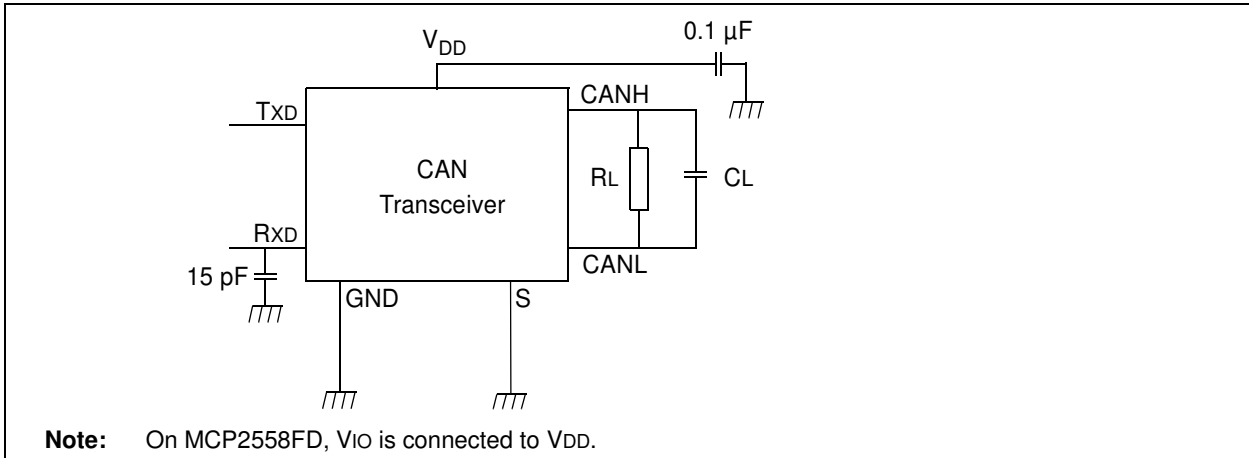 0.1 µF
VDD
CANH
TXD
CAN
Transceiver
RL
CL
RXD
CANL
15 pF
GND
S
Note: On MCP2558FD, VIO is connected to VDD.